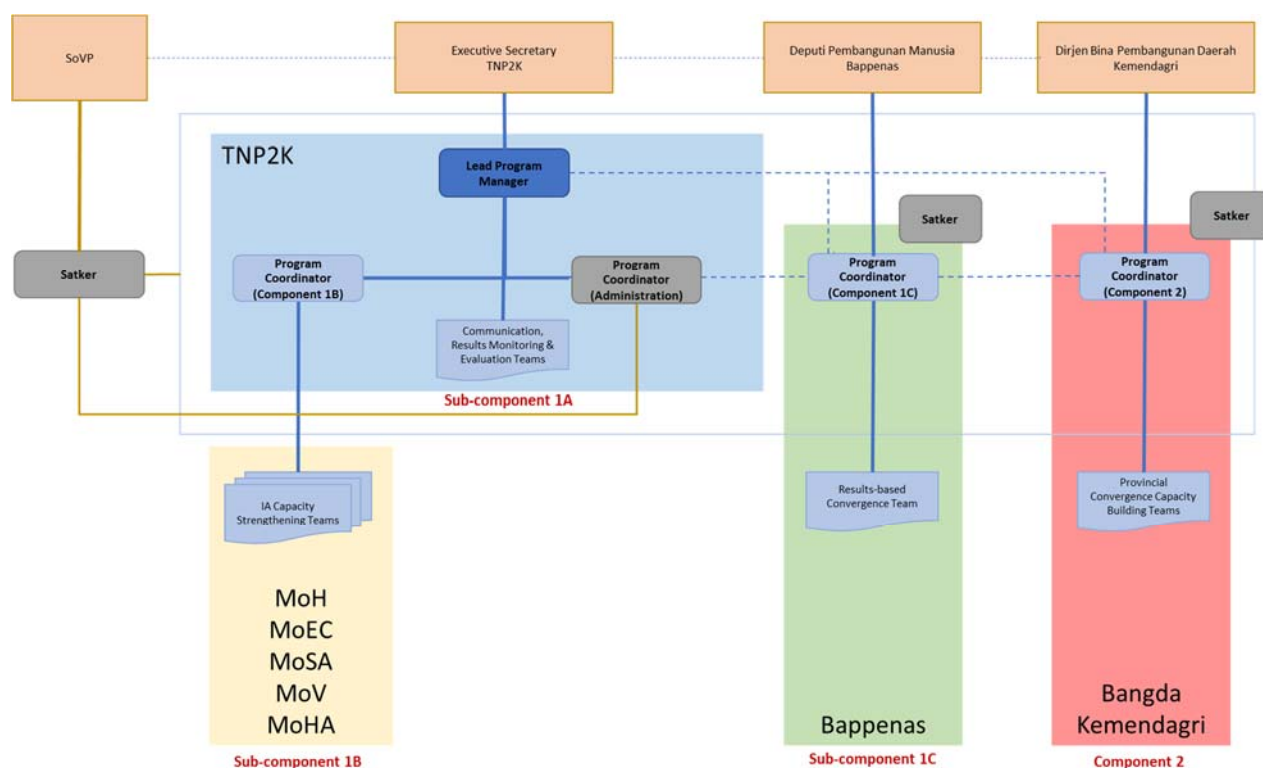 SoVP
Executive Secretary
TNP2K
Deputi Pembangunan Manusia
Bappenas
Dirjen Bina Pembangunan Daerah
Kemendagri
TNP2K
Lead Program
Manager
Satker
Satker
Satker
Program
Coordinator
(Component 1B)
Program
Coordinator
(Administration)
Program
Coordinator
(Component 1C)
Program
Coordinator
(Component 2)
Communication,
Results Monitoring &
Evaluation Teams
Sub-component 1A
IA Capacity
Strengthening Teams
Results-based
Convergence Team
Provincial
Convergence Capacity
Building Teams
MoH
MoEC
MoSA
MoV
MoHA
Bappenas
Bangda
Kemendagri
Sub-component 1B
Sub-component 1C
Component 2